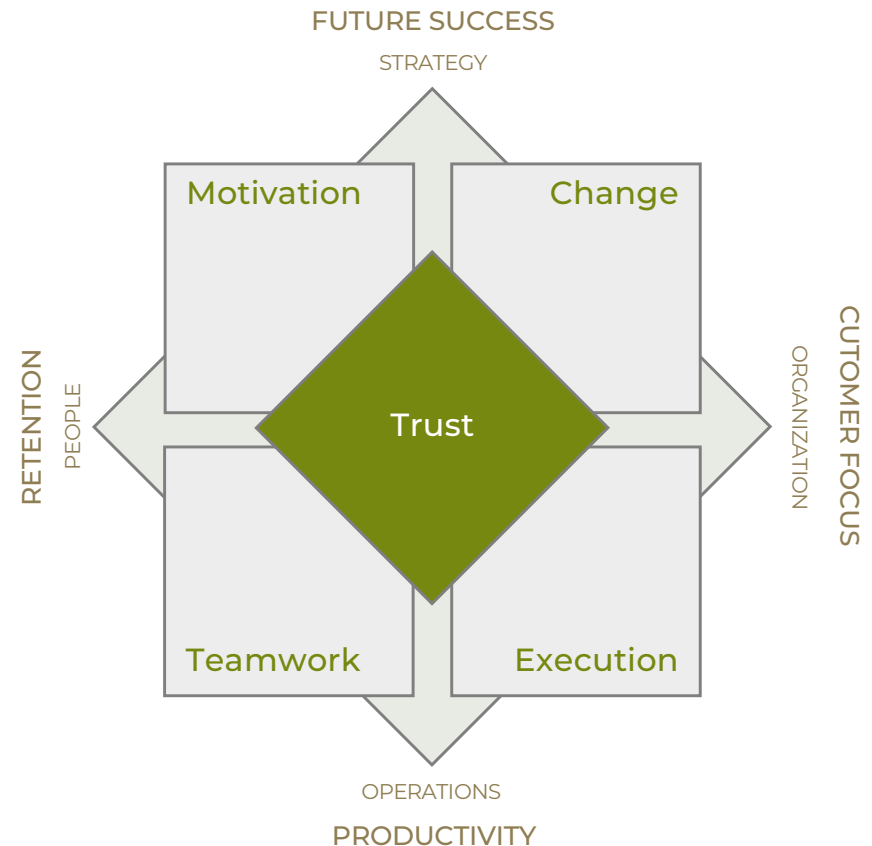 FUTURE SUCCESS
STRATEGY
Motivation
Change
RETENTION
PEOPLE
Trust
ORGANIZATION
CUTOMER FOCUS
Teamwork
Execution
OPERATIONS
PRODUCTIVITY